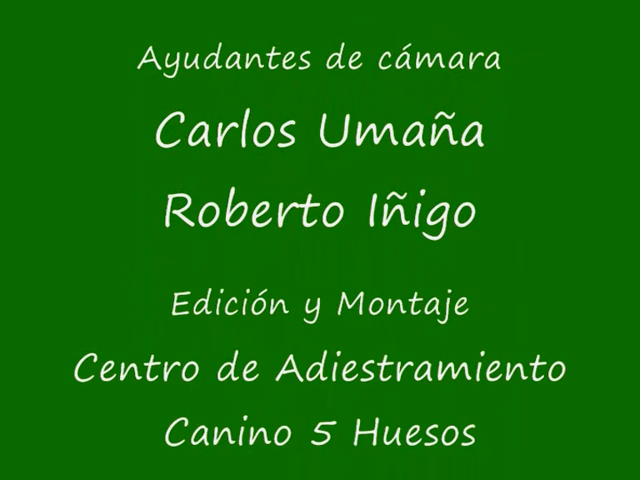 Ayudantes de cámara
Carlos Umaña
Roberto Iñigo
Edición y Montaje
Centro de Adiestramiento
Canino 5 Huesos